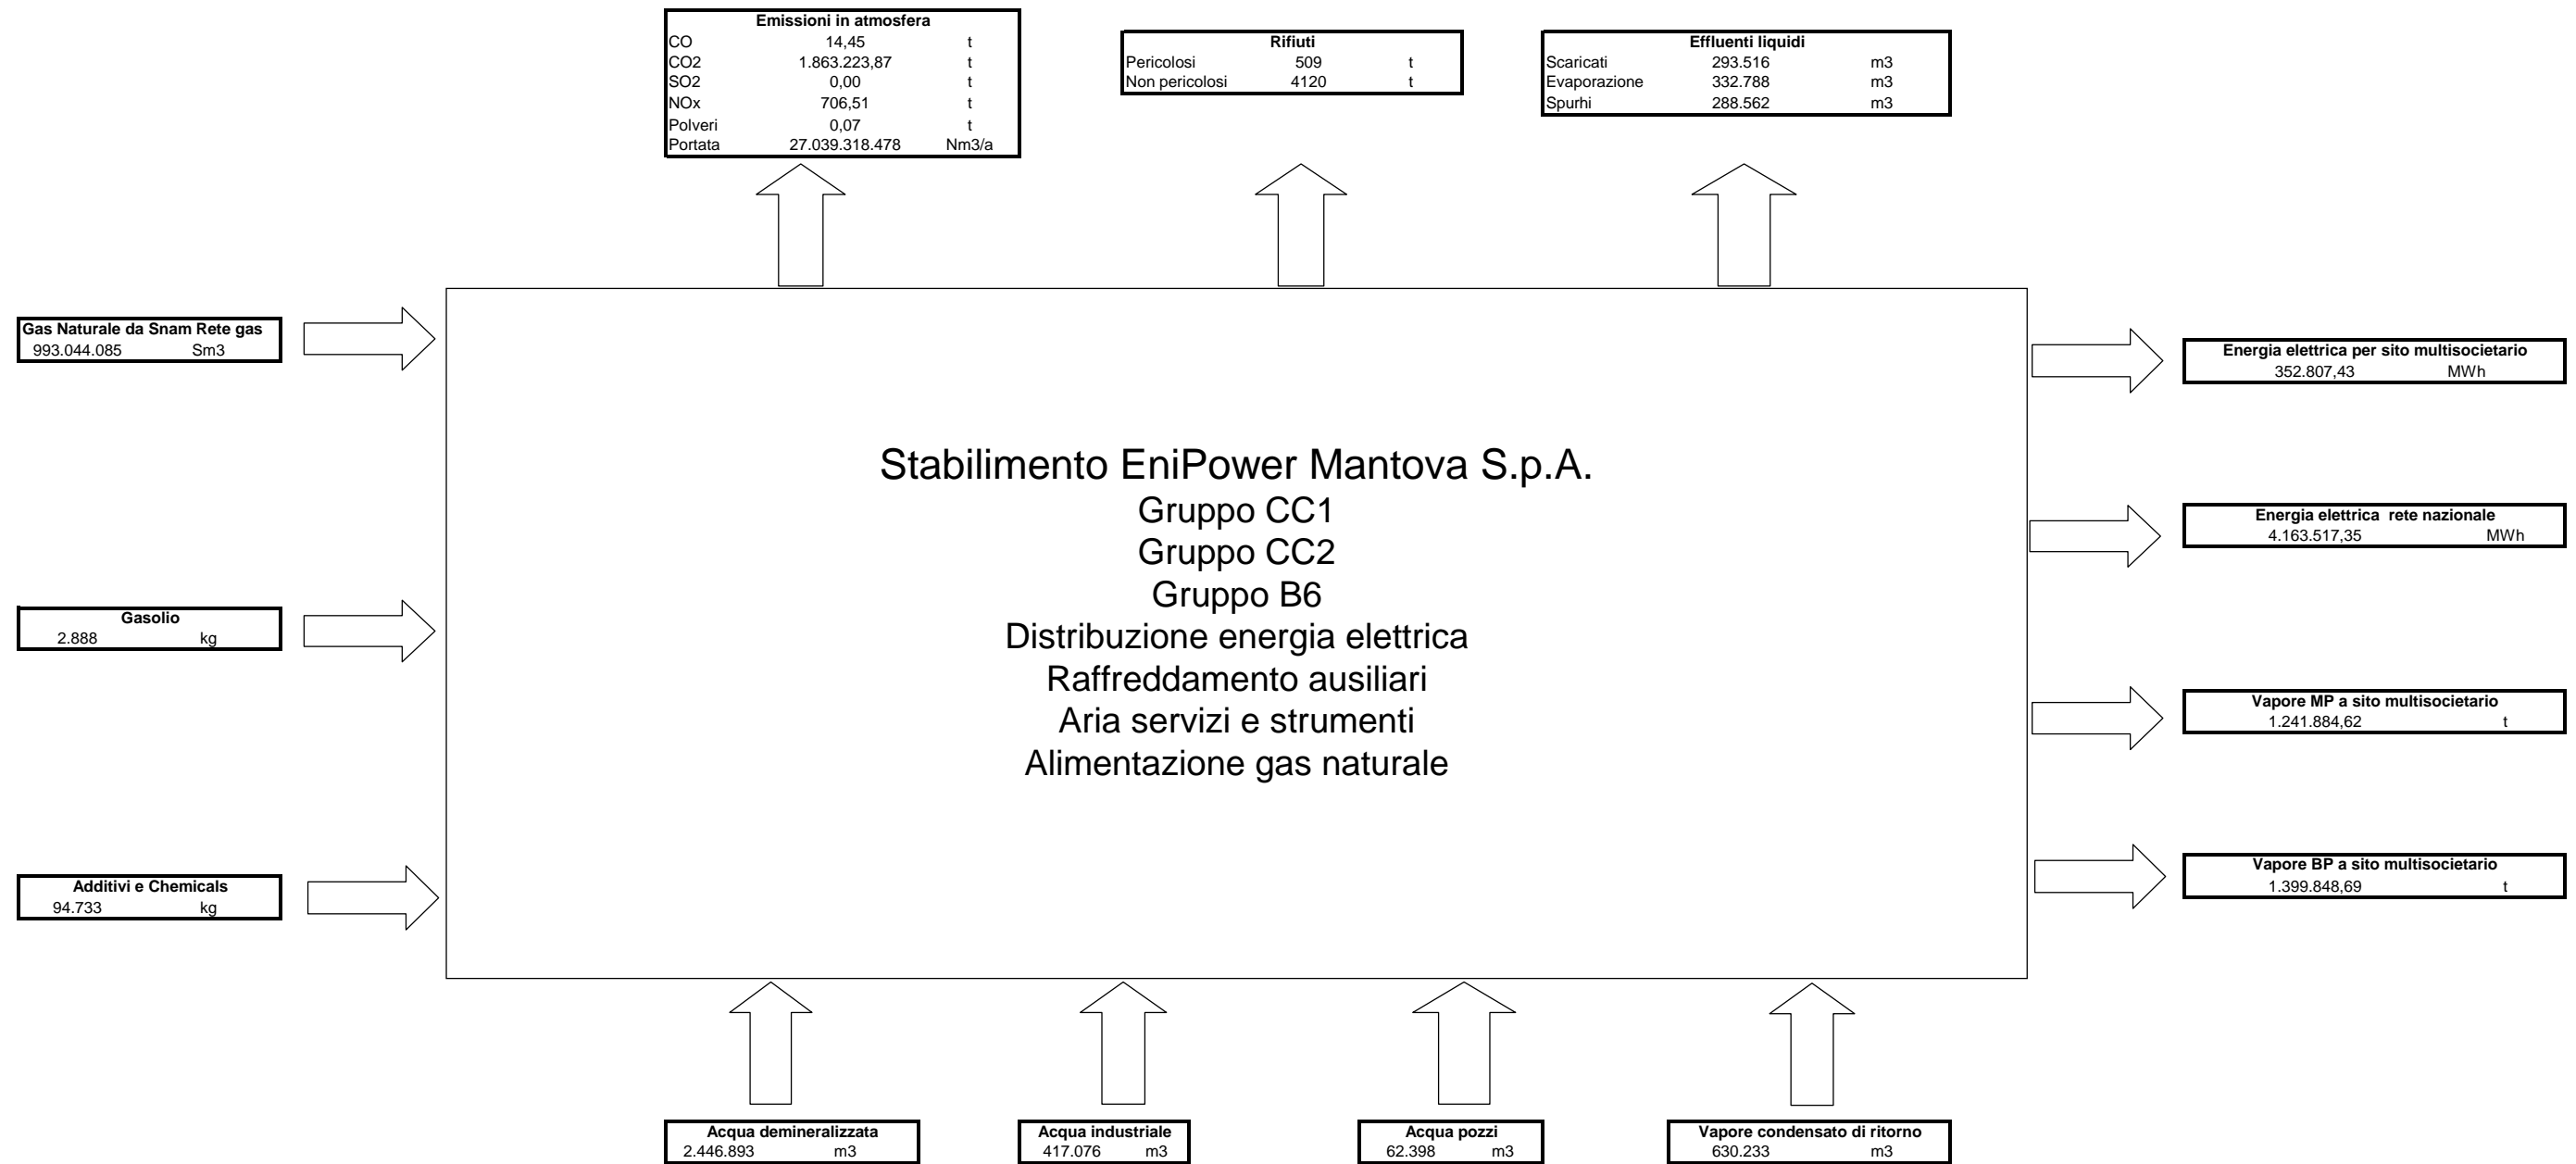 Emissioni in atmosfera
CO 14,45 t
CO2 1.863.223,87 t
SO2 0,00 t
NOx 706,51 t
Polveri 0,07 t
Portata 27.039.318.478 Nm3/a
Rifiuti
Pericolosi 509 t
Non pericolosi 4120 t
Effluenti liquidi
Scaricati 293.516 m3
Evaporazione 332.788 m3
Spurhi 288.562 m3
Gas Naturale da Snam Rete gas
993.044.085 Sm3
Gasolio
2.888 kg
Additivi e Chemicals
94.733 kg
Stabilimento EniPower Mantova S.p.A.
Gruppo CC1
Gruppo CC2
Gruppo B6
Distribuzione energia elettrica
Raffreddamento ausiliari
Aria servizi e strumenti
Alimentazione gas naturale
Energia elettrica per sito multisocietario
352.807,43 MWh
Energia elettrica rete nazionale
4.163.517,35 MWh
Vapore MP a sito multisocietario
1.241.884,62 t
Vapore BP a sito multisocietario
1.399.848,69 t
Acqua demineralizzata
2.446.893 m3
Acqua industriale
417.076 m3
Acqua pozzi
62.398 m3
Vapore condensato di ritorno
630.233 m3